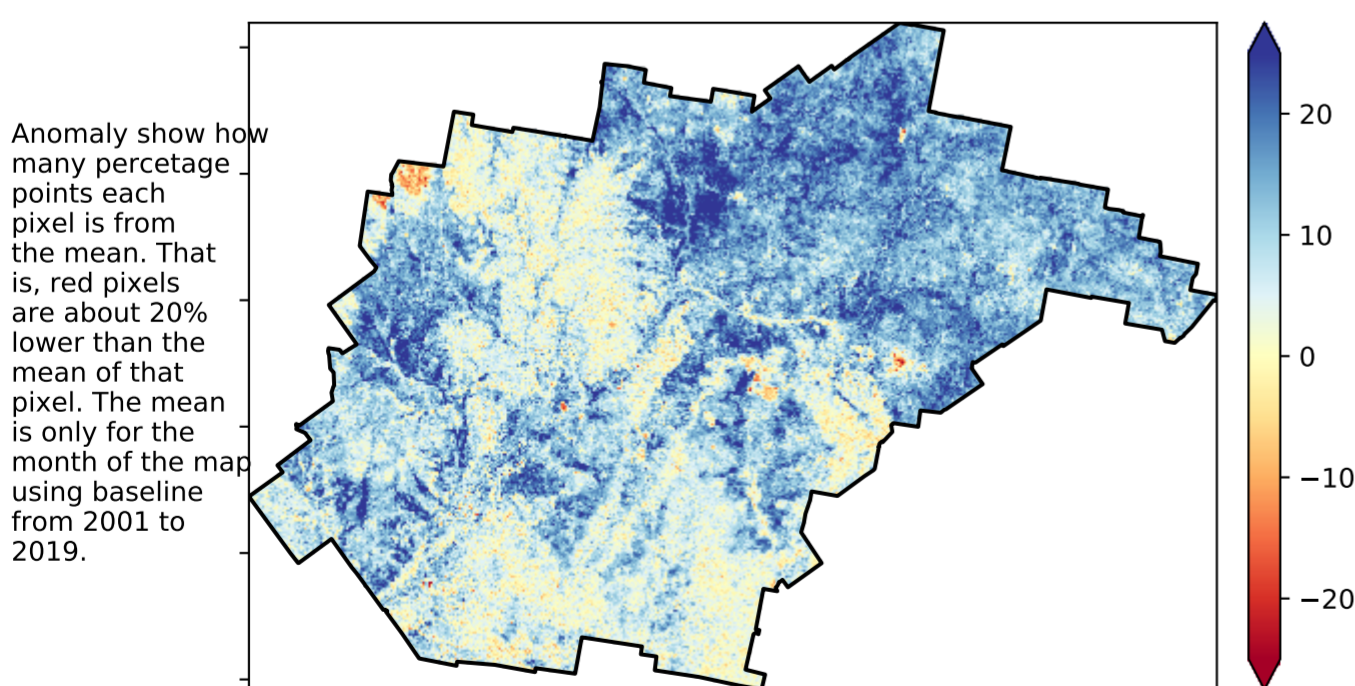 Anomaly show how
many percetage
points each
pixel is from
the mean. That
is, red pixels
are about 20%
lower than the
mean of that
pixel. The mean
is only for the
month of the map
using baseline
from 2001 to
2019.
20
10
0
−10
−20